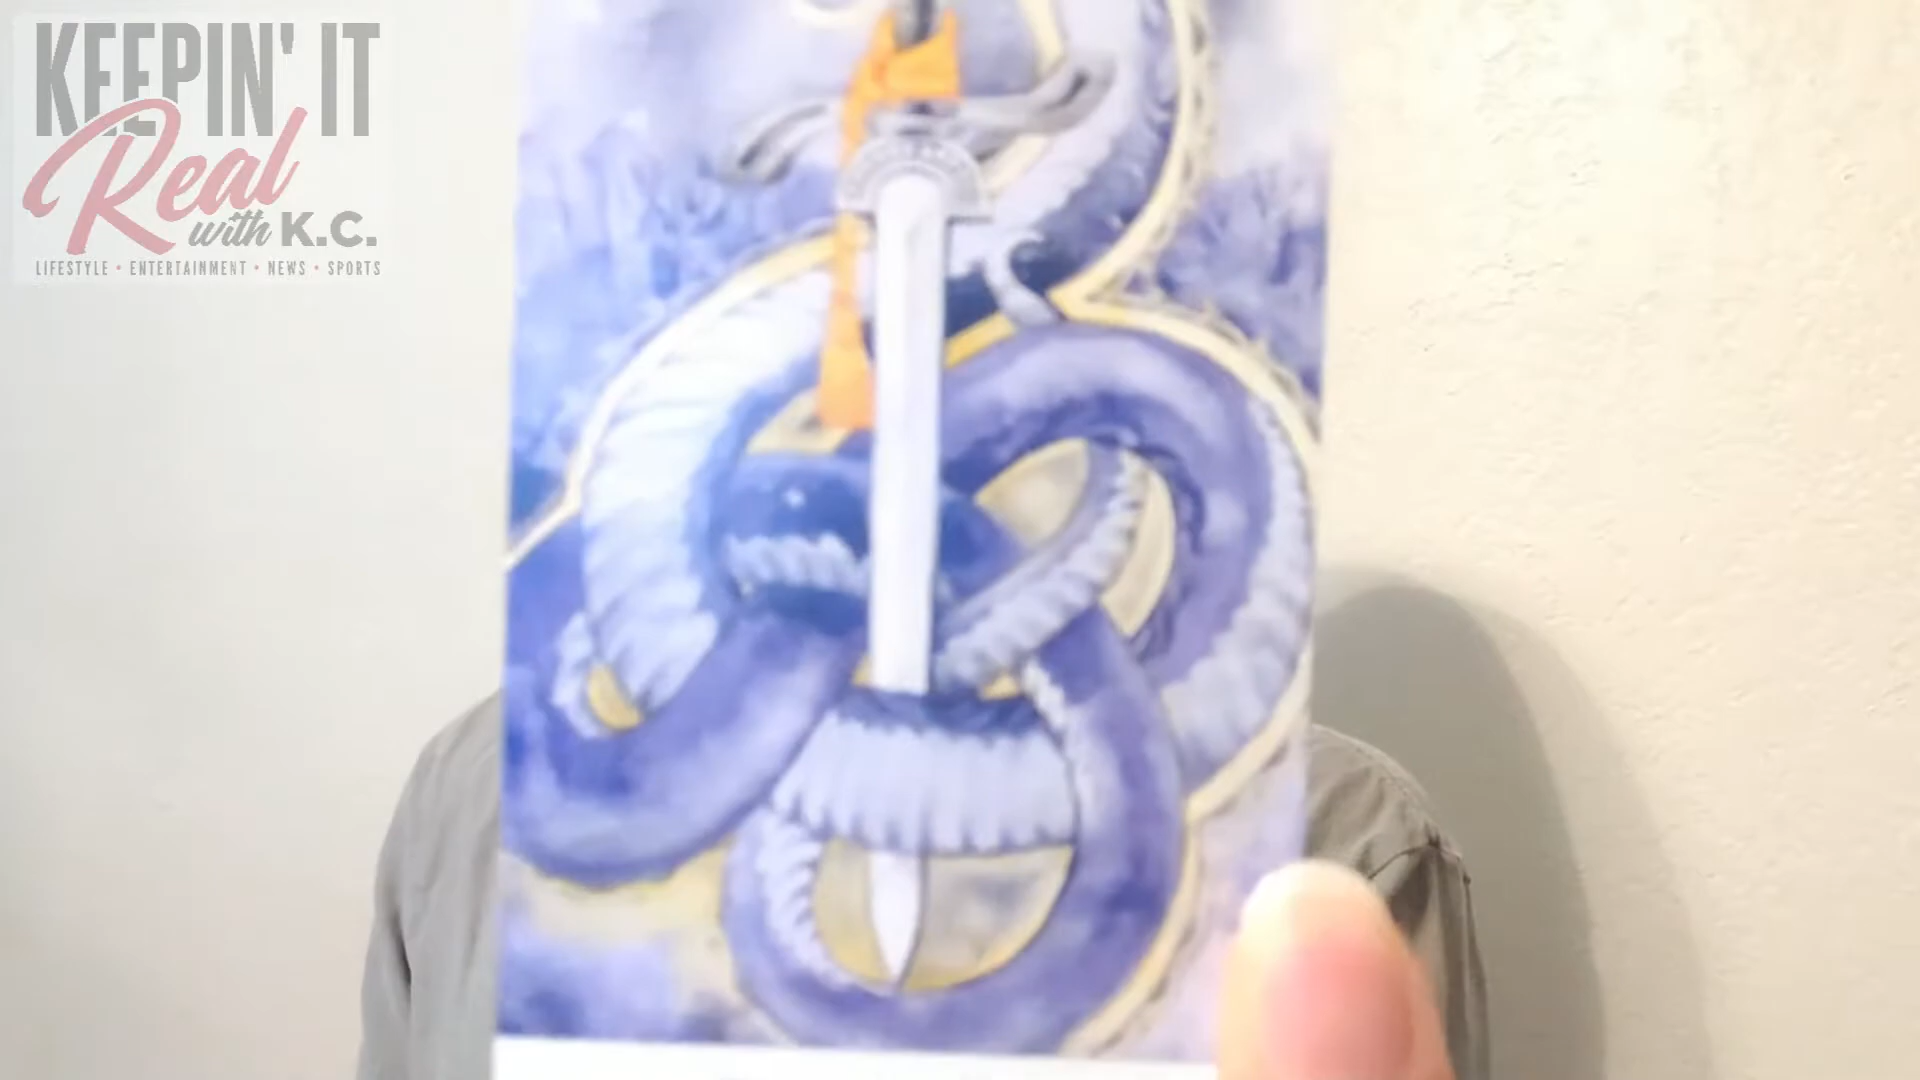 KEEPIN' IT
Real
with K.C.
LIFESTYLE • ENTERTAINMENT • NEWS • SPORTS